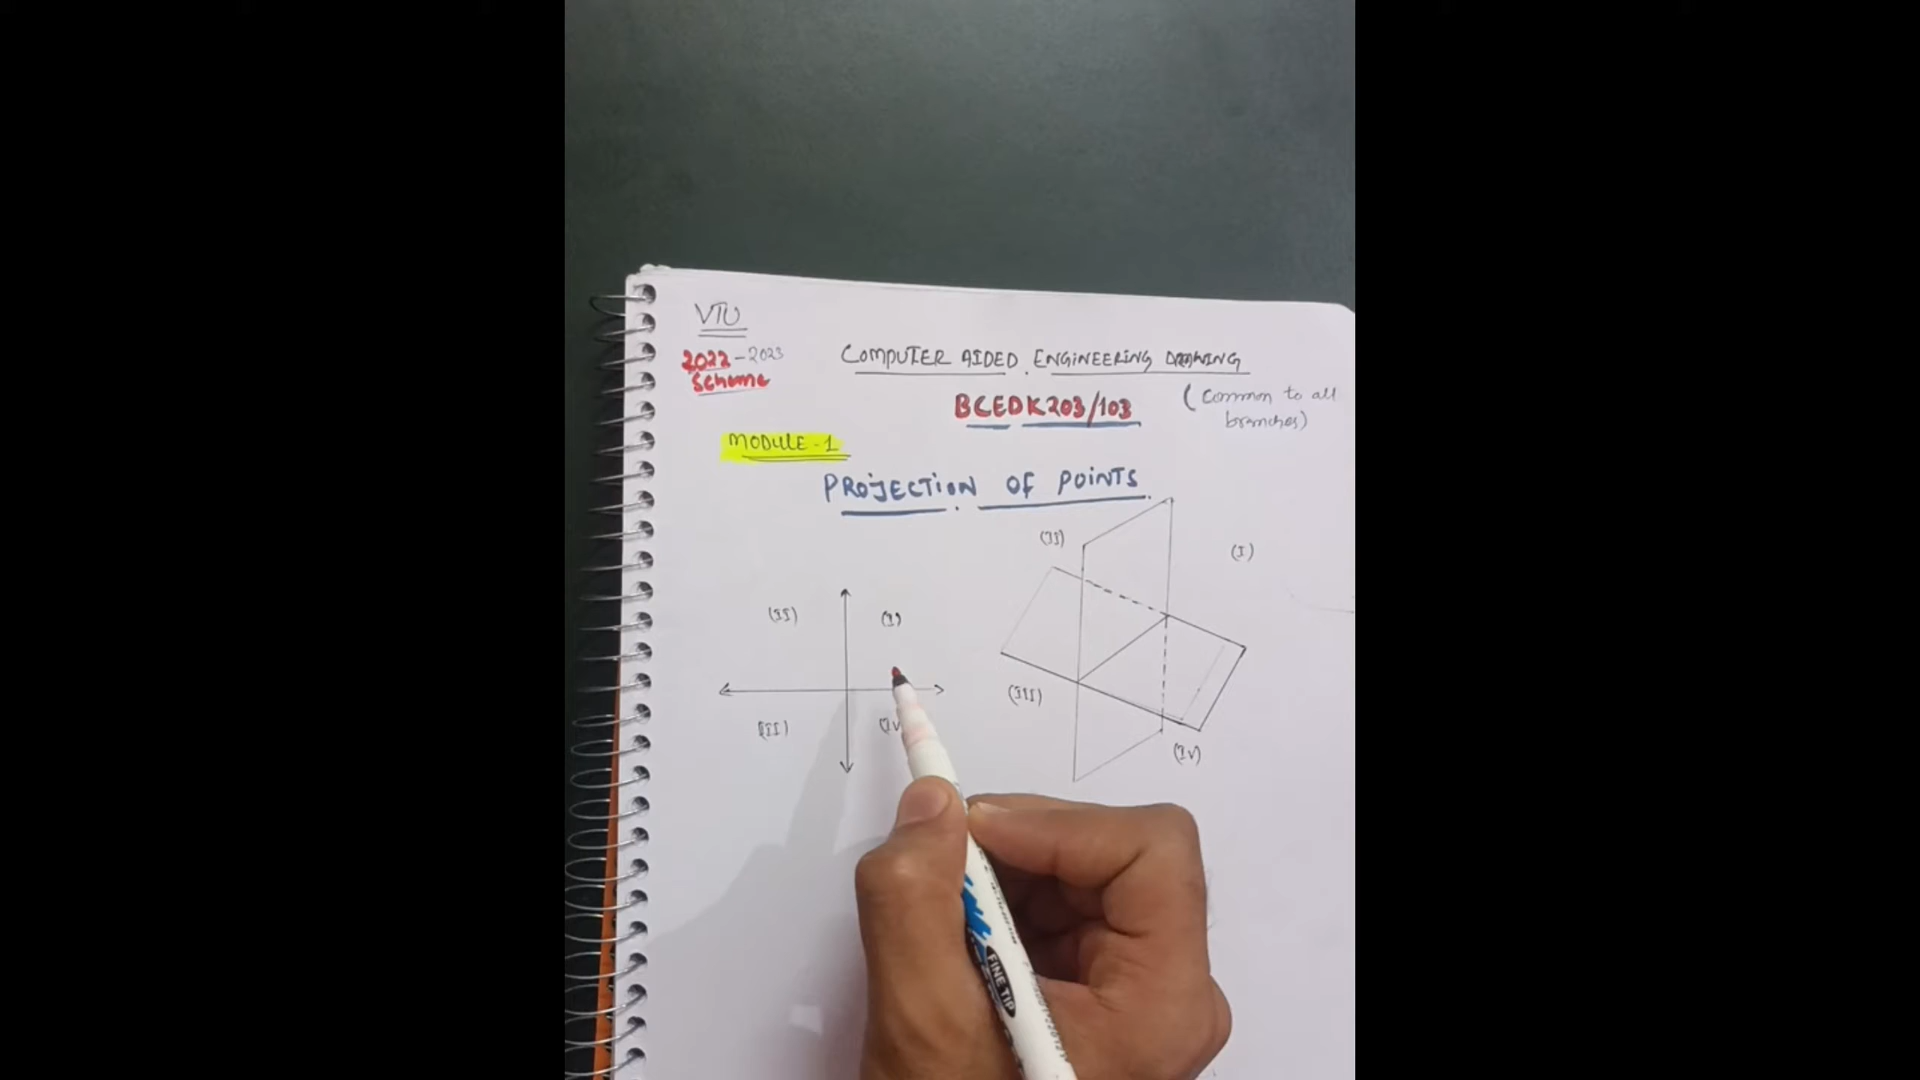 VTU
2022-2023
Scheme
COMPUTER AIDED ENGINEERING DRAWING
BCEDK203/103
(Common to all
branches)
MODULE-1
PROJECTION OF POINTS
(II)
(I)
(II)
(I)
(III)
(III)
(IV
(IV)
FINE TIP